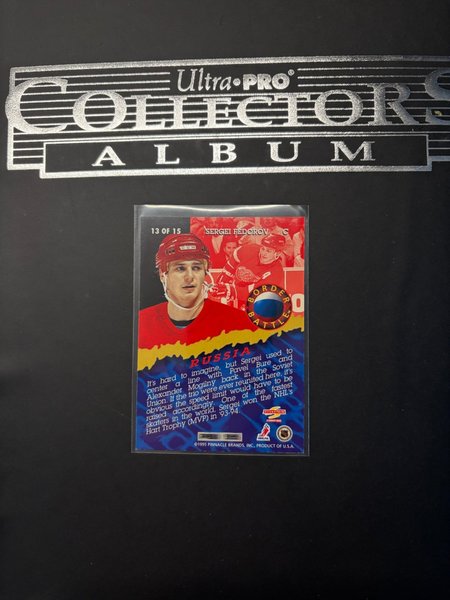 Ultra•PRO®
COLLECTORS
ALBUM
13 OF 15
SERGEI FEDOROV C
BORDER
BATTLE
RUSSIA
It's hard to imagine, but Sergei used to
center a line with Pavel Bure and
Alexander Mogilny back in the Soviet
Union. If the trio were ever reunited here, it's
obvious the speed limit would have to be
raised accordingly. One of the fastest
skaters in the world, Sergei won the NHL's
Hart Trophy (MVP) in '93-94.
©1995 PINNACLE BRANDS, INC. PRODUCT OF U.S.A.